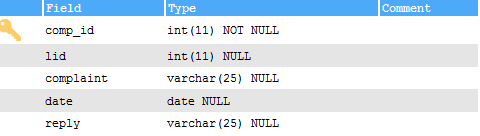 Field Type Comment
comp_id int(11) NOT NULL
lid int(11) NULL
complaint varchar(25) NULL
date date NULL
reply varchar(25) NULL